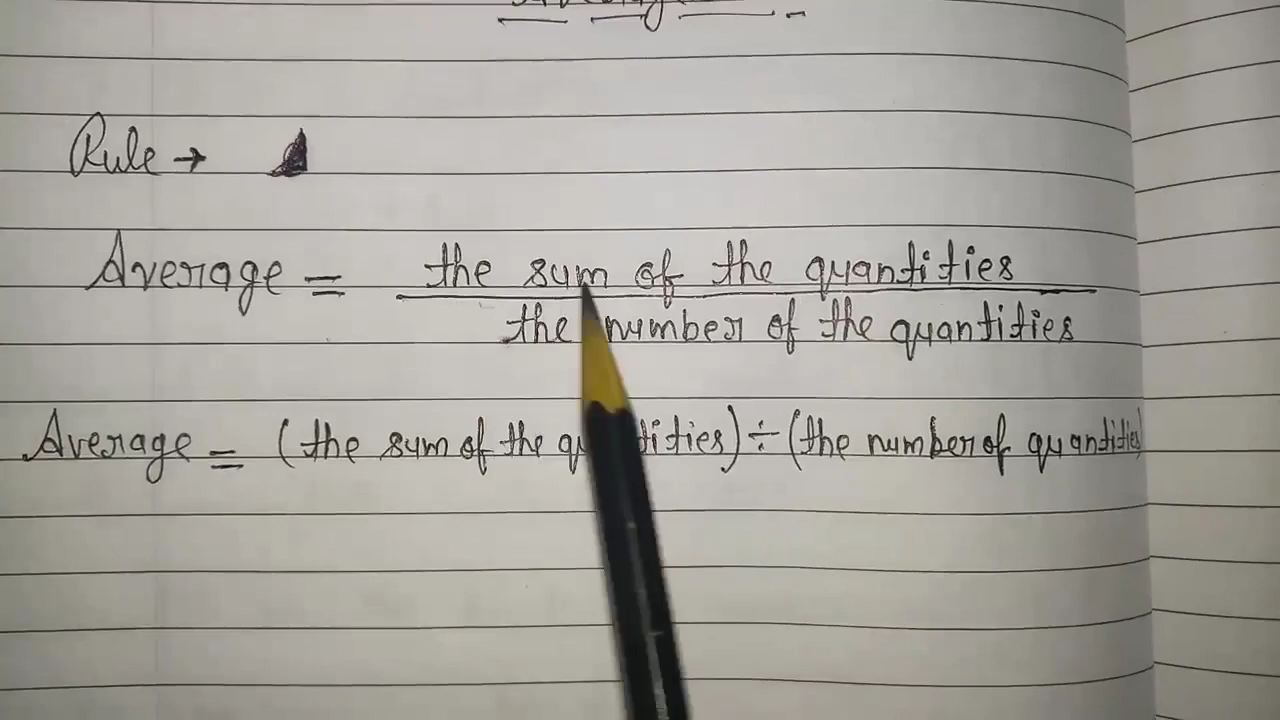 Rule →
Average = the sum of the quantities
the number of the quantities
Average = (the sum of the quantities) ÷ (the number of quantities)